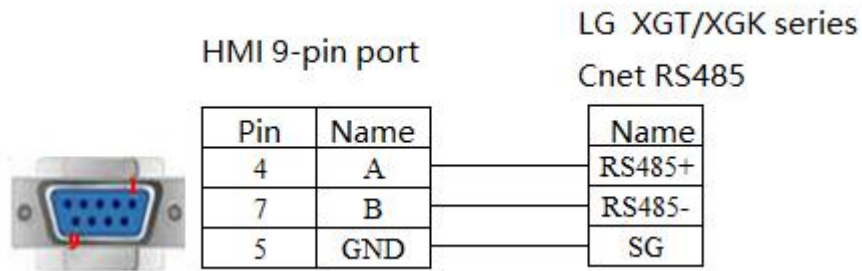 LG XGT/XGK series
HMI 9-pin port
Cnet RS485
Pin Name Name
4 A RS485+
7 B RS485-
5 GND SG
1
9